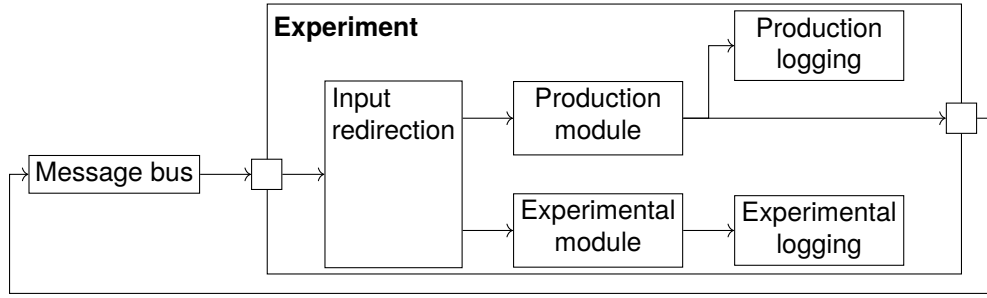 Experiment
Production
logging
Input
redirection
Production
module
Message bus
Experimental
module
Experimental
logging